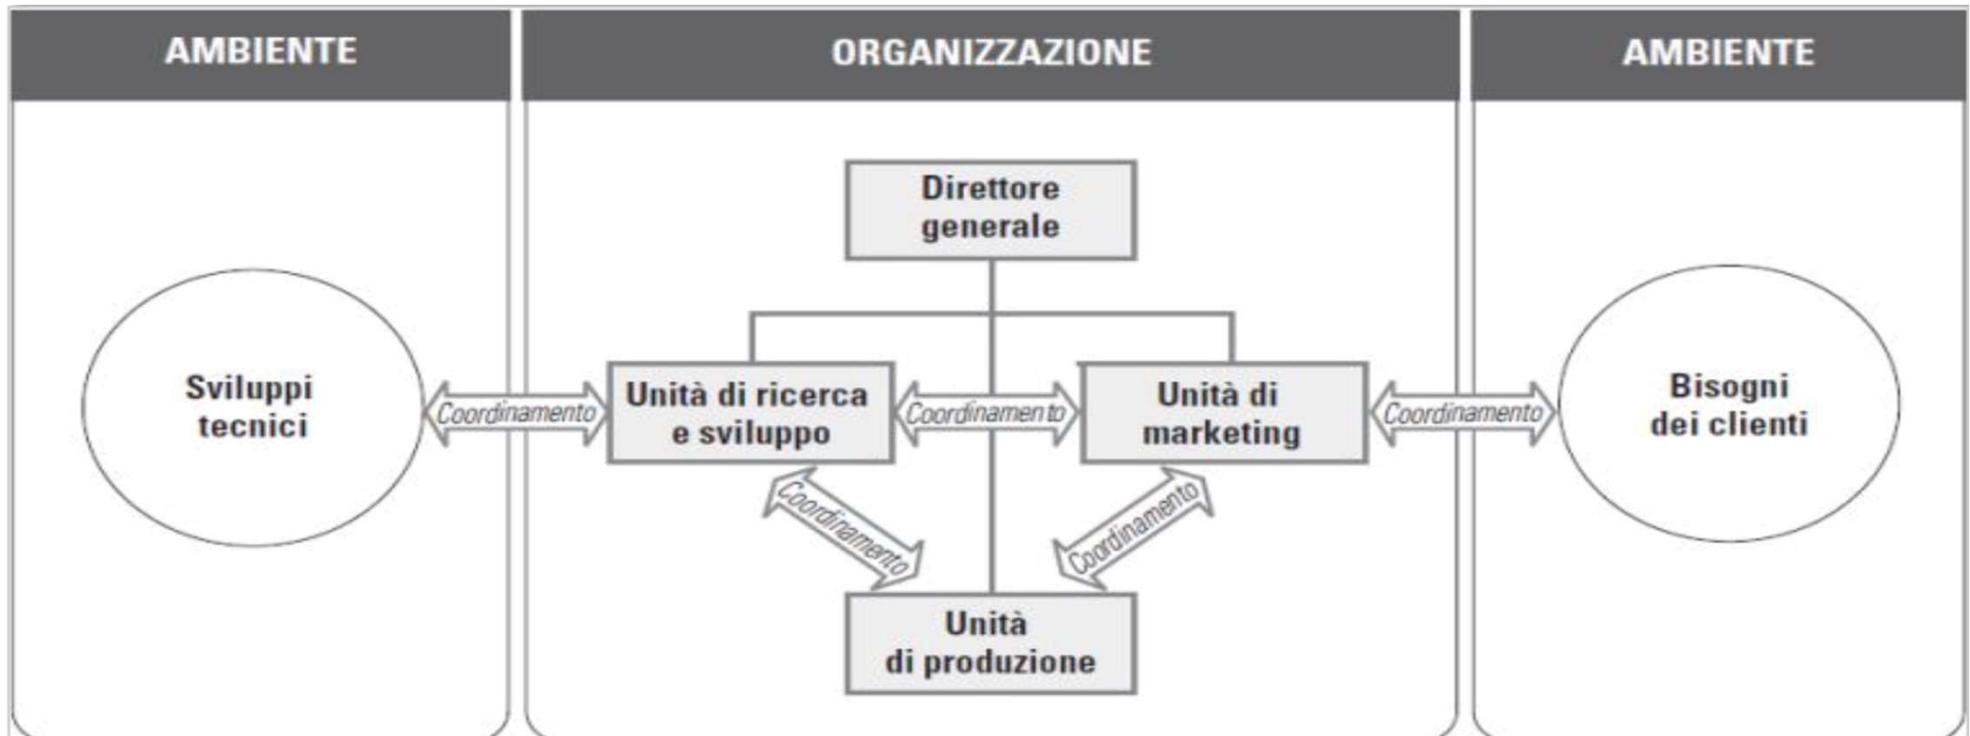 AMBIENTE
ORGANIZZAZIONE
AMBIENTE
Direttore
generale
Sviluppi
tecnici
Coordinamento
Unità di ricerca
e sviluppo
Coordinamento
Unità di
marketing
Coordinamento
Bisogni
dei clienti
Coordinamento
Coordinamento
Unità
di produzione